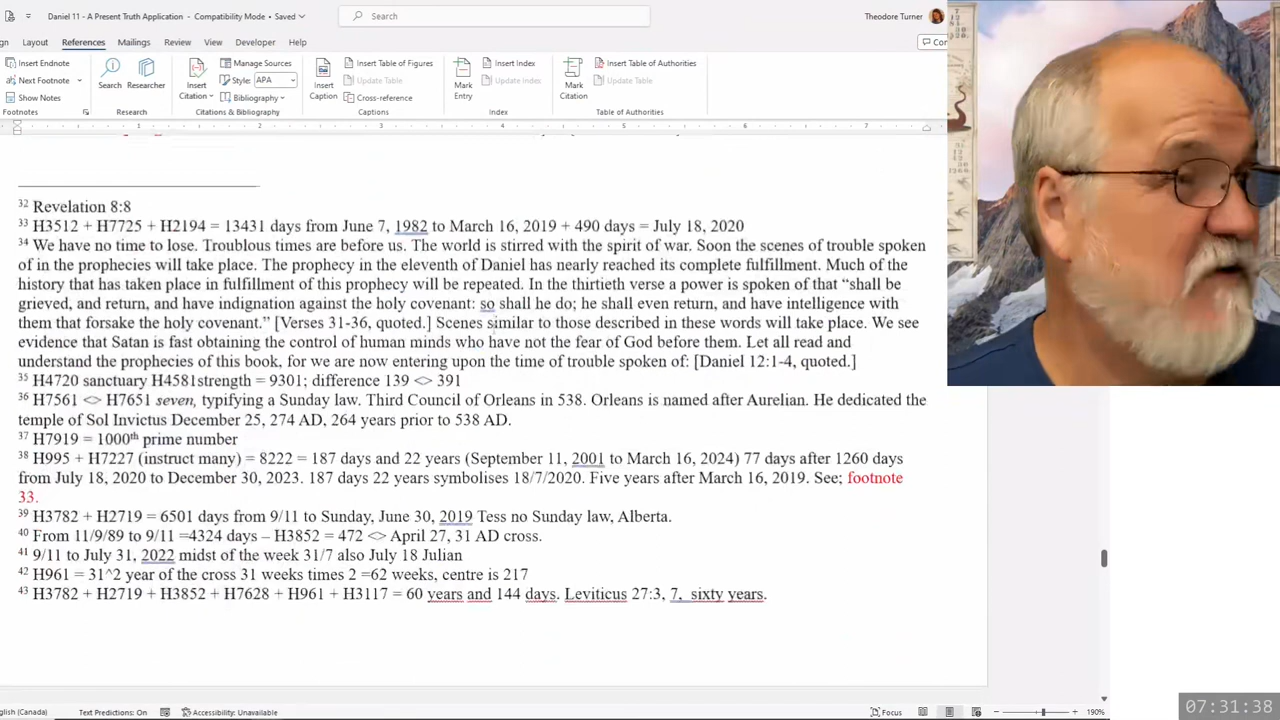 Daniel 11 - A Present Truth Application - Compatibility Mode • Saved
Search
Theodore Turner
Layout References Mailings Review View Developer Help
Insert Endnote
Next Footnote
Show Notes
Footnotes
Search
Researcher
Research
Insert Citation
Manage Sources
Style: APA
Bibliography
Citations & Bibliography
Insert Caption
Insert Table of Figures
Update Table
Cross-reference
Captions
Mark Entry
Insert Index
Update Index
Index
Mark Citation
Insert Table of Authorities
Update Table
Table of Authorities
1 2 3 4 5 6 7
32 Revelation 8:8
33 H3512 + H7725 + H2194 = 13431 days from June 7, 1982 to March 16, 2019 + 490 days = July 18, 2020
34 We have no time to lose. Troublous times are before us. The world is stirred with the spirit of war. Soon the scenes of trouble spoken
of in the prophecies will take place. The prophecy in the eleventh of Daniel has nearly reached its complete fulfillment. Much of the
history that has taken place in fulfillment of this prophecy will be repeated. In the thirtieth verse a power is spoken of that “shall be
grieved, and return, and have indignation against the holy covenant: so shall he do; he shall even return, and have intelligence with
them that forsake the holy covenant.” [Verses 31-36, quoted.] Scenes similar to those described in these words will take place. We see
evidence that Satan is fast obtaining the control of human minds who have not the fear of God before them. Let all read and
understand the prophecies of this book, for we are now entering upon the time of trouble spoken of: [Daniel 12:1-4, quoted.]
35 H4720 sanctuary H4581strength = 9301; difference 139 <> 391
36 H7561 <> H7651 seven, typifying a Sunday law. Third Council of Orleans in 538. Orleans is named after Aurelian. He dedicated the
temple of Sol Invictus December 25, 274 AD, 264 years prior to 538 AD.
37 H7919 = 1000th prime number
38 H995 + H7227 (instruct many) = 8222 = 187 days and 22 years (September 11, 2001 to March 16, 2024) 77 days after 1260 days
from July 18, 2020 to December 30, 2023. 187 days 22 years symbolises 18/7/2020. Five years after March 16, 2019. See; footnote
33.
39 H3782 + H2719 = 6501 days from 9/11 to Sunday, June 30, 2019 Tess no Sunday law, Alberta.
40 From 11/9/89 to 9/11 =4324 days – H3852 = 472 <> April 27, 31 AD cross.
41 9/11 to July 31, 2022 midst of the week 31/7 also July 18 Julian
42 H961 = 31^2 year of the cross 31 weeks times 2 =62 weeks, centre is 217
43 H3782 + H2719 + H3852 + H7628 + H961 + H3117 = 60 years and 144 days. Leviticus 27:3, 7, sixty years.
glish (Canada) Text Predictions: On Accessibility: Unavailable Focus 190%
07:31:38